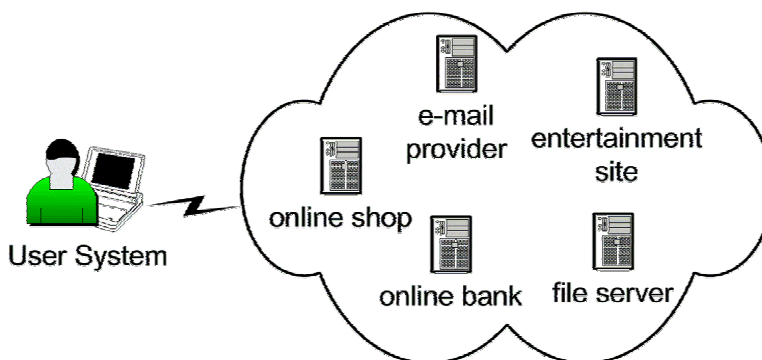 e-mail
provider
entertainment
site
online shop
User System
online bank
file server